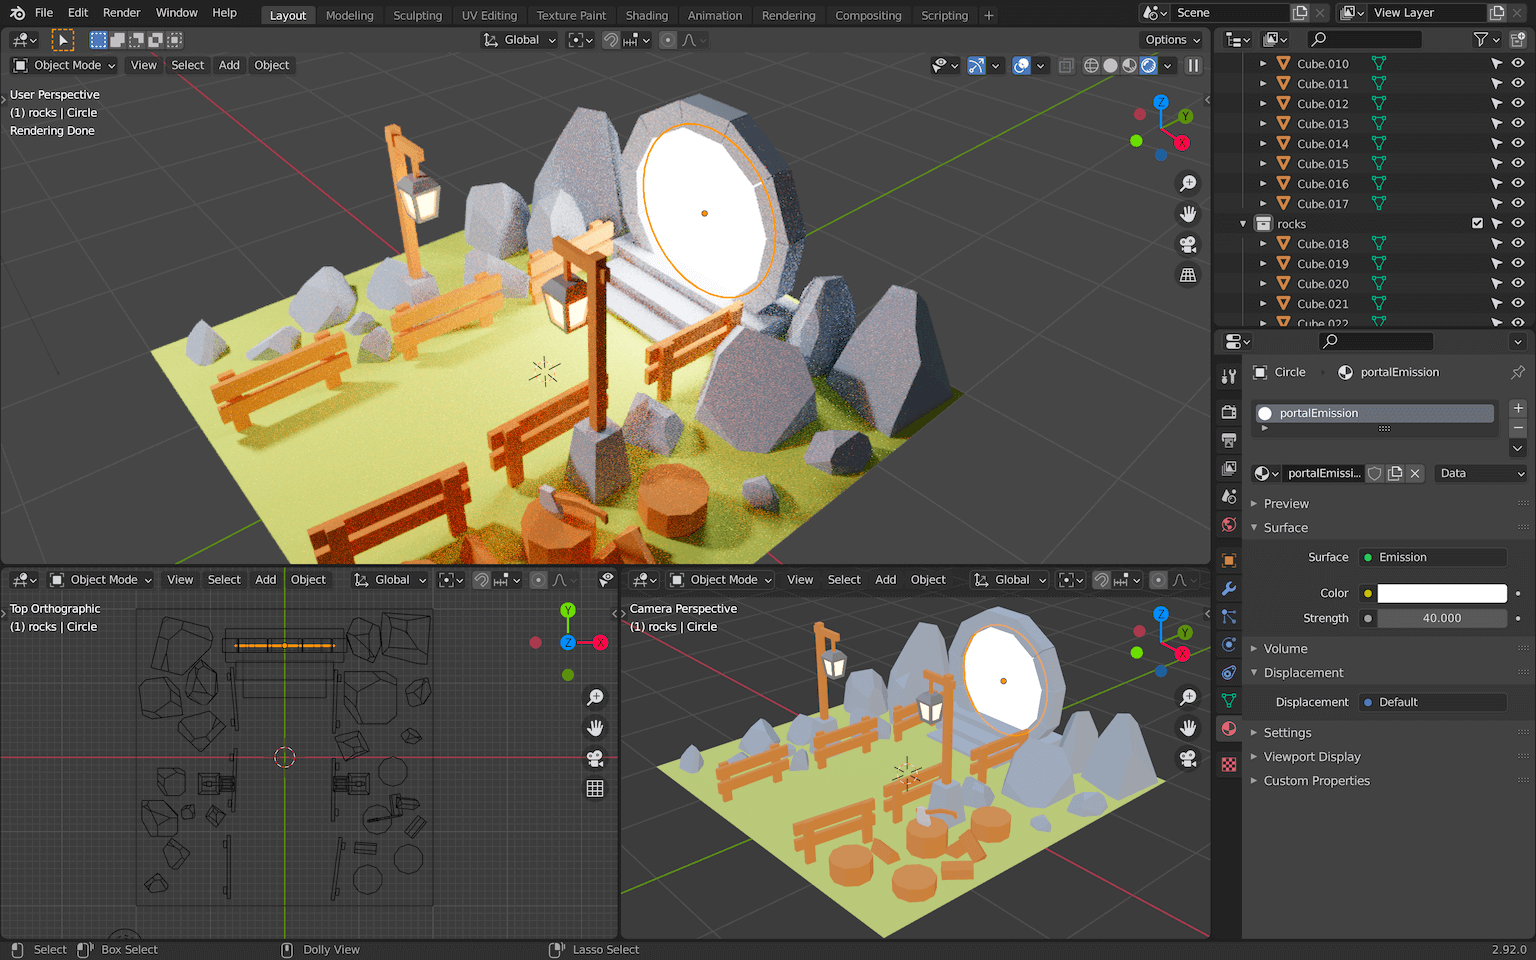 File Edit Render Window Help Layout Modeling Sculpting UV Editing Texture Paint Shading Animation Rendering Compositing Scripting + Scene View Layer
Global Options
Object Mode View Select Add Object
User Perspective
(1) rocks | Circle
Rendering Done
Z
Y
X
Cube.010
Cube.011
Cube.012
Cube.013
Cube.014
Cube.015
Cube.016
Cube.017
rocks
Cube.018
Cube.019
Cube.020
Cube.021
Cube.022
Circle portalEmission
portalEmission
portalEmissi... Data
Preview
Surface
Surface Emission
Color
Strength 40.000
Volume
Displacement
Displacement Default
Settings
Viewport Display
Custom Properties
Object Mode View Select Add Object Global
Top Orthographic
(1) rocks | Circle
Y
Z X
Object Mode View Select Add Object Global
Camera Perspective
(1) rocks | Circle
Z
Y
X
Select Box Select Dolly View Lasso Select 2.92.0